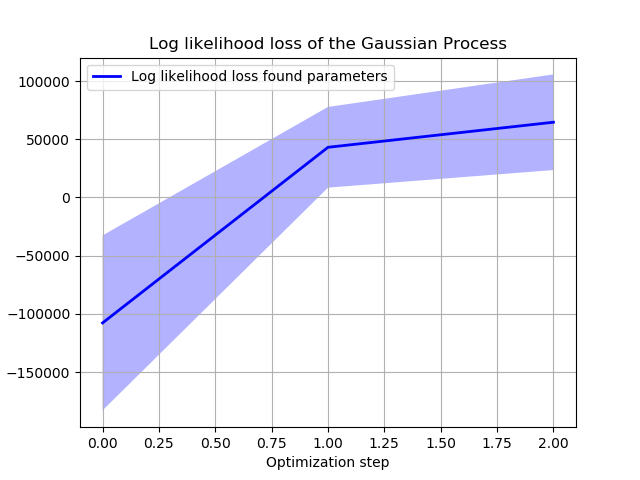 Log likelihood loss of the Gaussian Process
Log likelihood loss found parameters
100000
50000
0
−50000
−100000
−150000
0.00 0.25 0.50 0.75 1.00 1.25 1.50 1.75 2.00
Optimization step